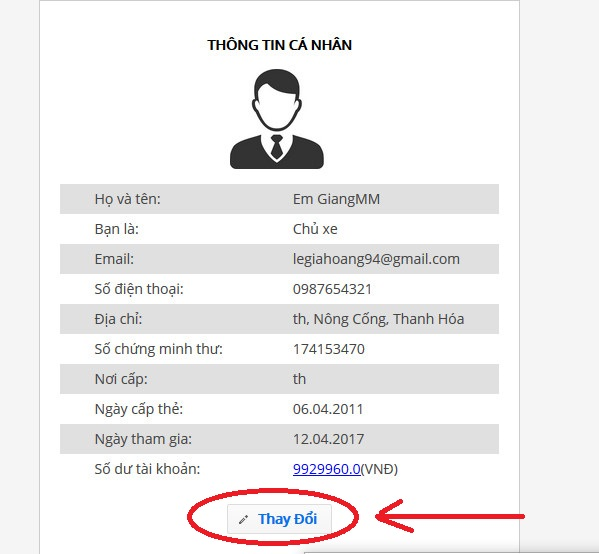 THÔNG TIN CÁ NHÂN
Họ và tên: Em GiangMM
Bạn là: Chủ xe
Email: legiahoang94@gmail.com
Số điện thoại: 0987654321
Địa chỉ: th, Nông Cống, Thanh Hóa
Số chứng minh thư: 174153470
Nơi cấp: th
Ngày cấp thẻ: 06.04.2011
Ngày tham gia: 12.04.2017
Số dư tài khoản: 9929960.0(VNĐ)
Thay Đổi